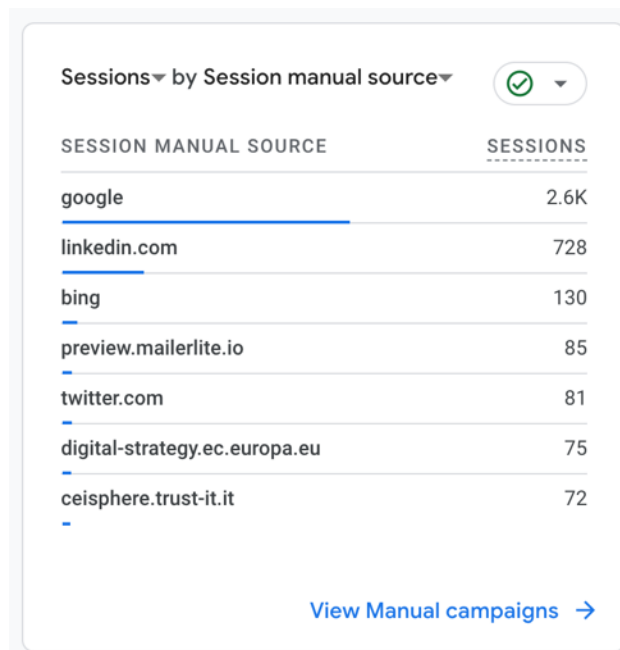 Sessions by Session manual source
SESSION MANUAL SOURCE SESSIONS
google 2.6K
linkedin.com 728
bing 130
preview.mailerlite.io 85
twitter.com 81
digital-strategy.ec.europa.eu 75
ceisphere.trust-it.it 72
View Manual campaigns